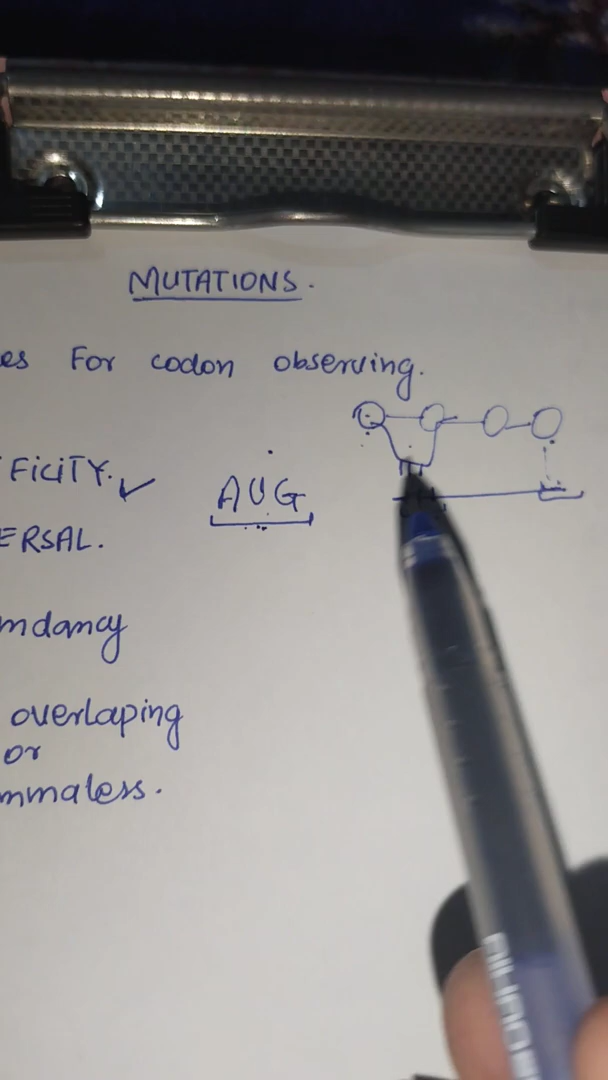 MUTATIONS.
es For codon observing.
FICITY.
AUG
ERSAL.
mdancy
overlaping
or
mmaless.